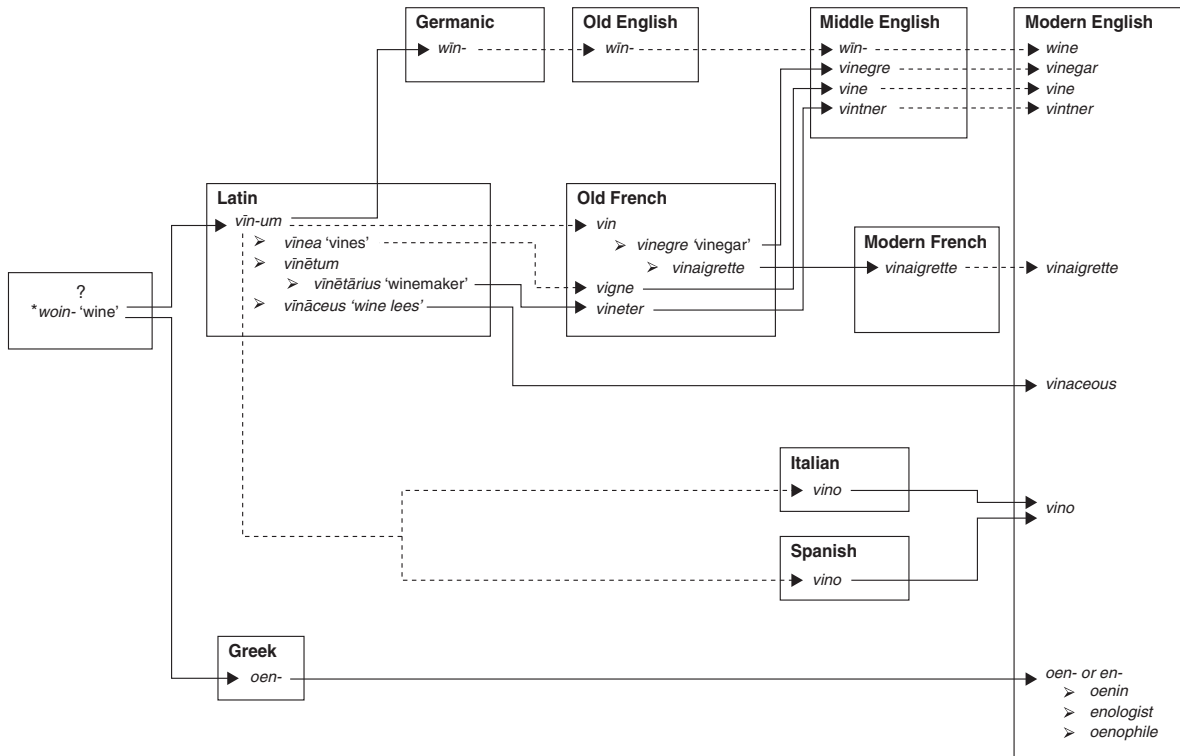 Germanic
wīn-
Old English
wīn-
Middle English
wīn-
vinegre
vine
vintner
Modern English
wine
vinegar
vine
vintner
Latin
vīn-um
➢ vīnea ‘vines’
➢ vīnētum
➢ vīnētārius ‘winemaker’
➢ vīnāceus ‘wine lees’
Old French
vin
➢ vinegre ‘vinegar’
➢ vinaigrette
vigne
vineter
Modern French
vinaigrette
vinaigrette
?
*woin- ‘wine’
vinaceous
Italian
vino
vino
Spanish
vino
Greek
oen-
oen- or en-
➢ oenin
➢ enologist
➢ oenophile